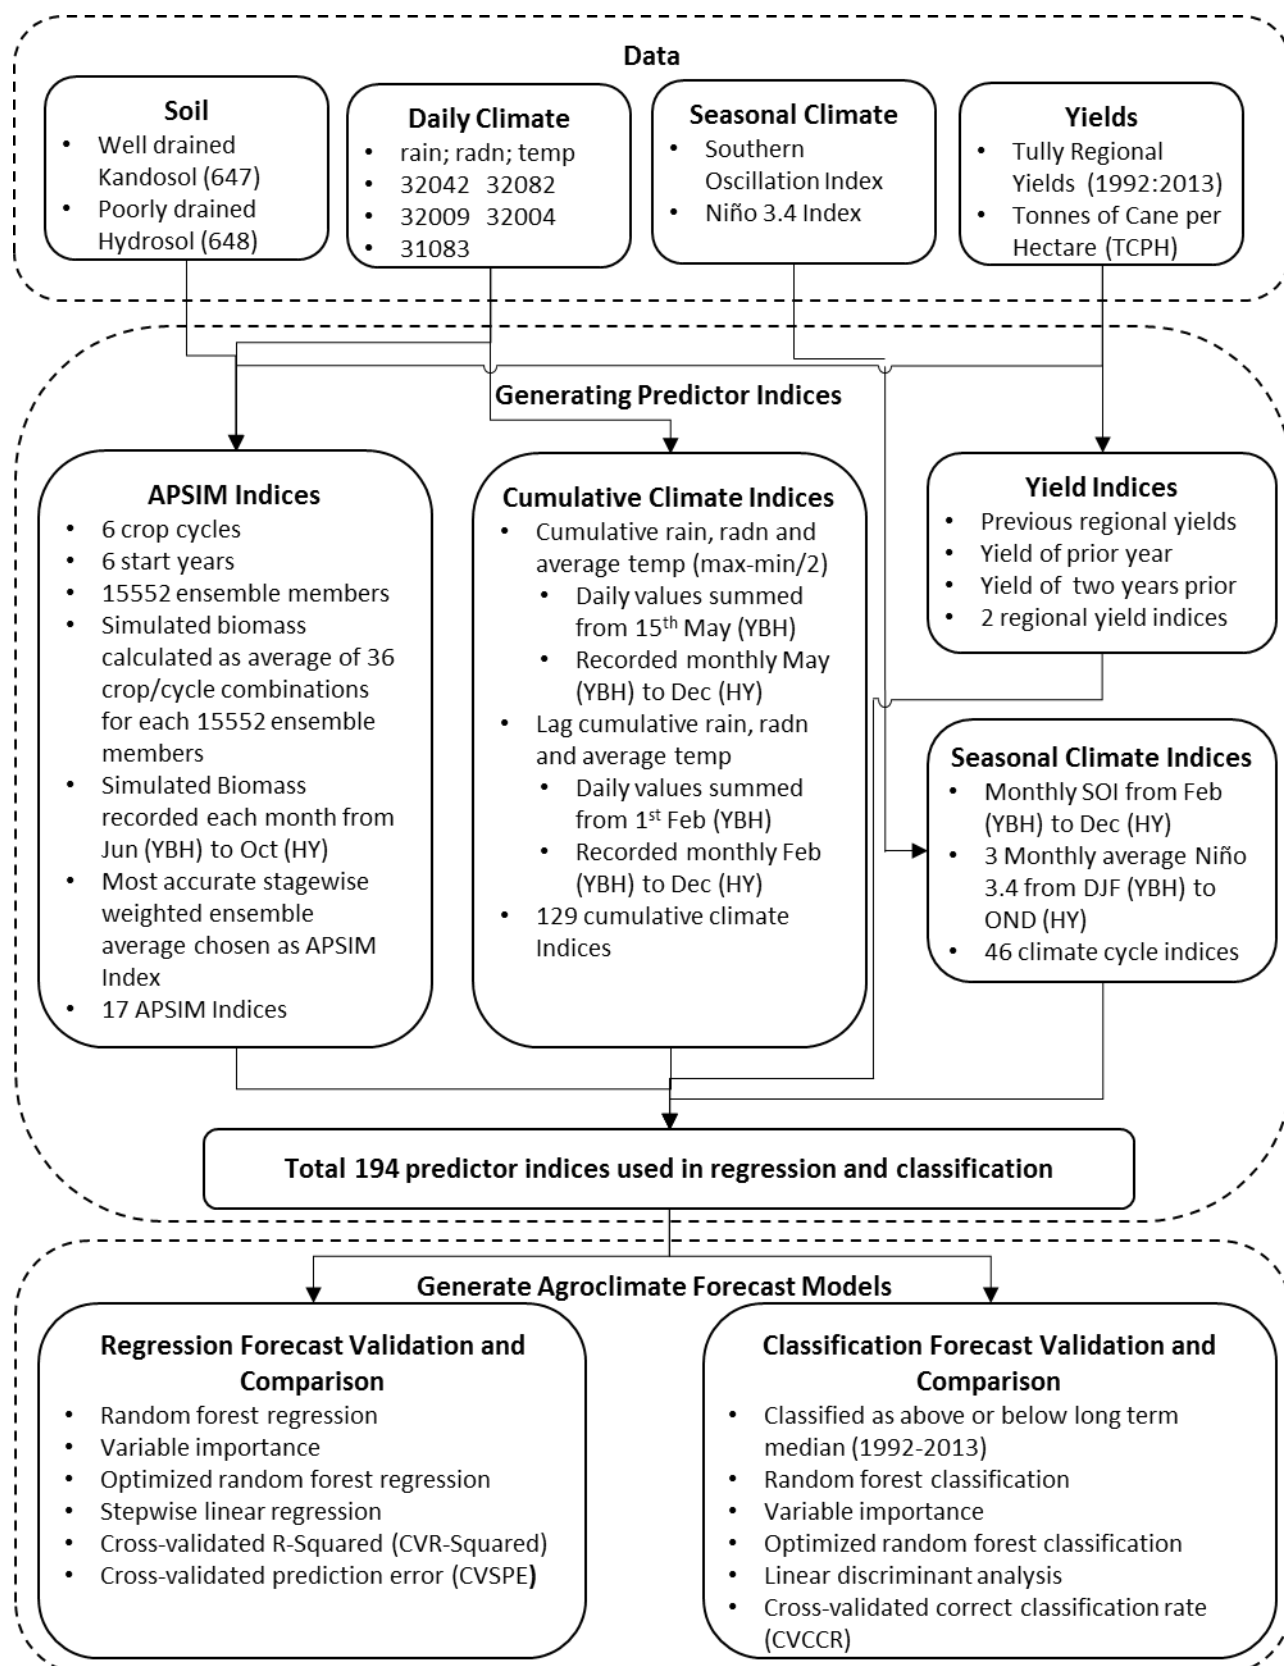 Data
Soil
• Well drained
Kandosol (647)
• Poorly drained
Hydrosol (648)
Daily Climate
• rain; radn; temp
• 32042 32082
• 32009 32004
• 31083
Seasonal Climate
• Southern
Oscillation Index
• Niño 3.4 Index
Yields
• Tully Regional
Yields (1992:2013)
• Tonnes of Cane per
Hectare (TCPH)
Generating Predictor Indices
APSIM Indices
• 6 crop cycles
• 6 start years
• 15552 ensemble members
• Simulated biomass
calculated as average of 36
crop/cycle combinations
for each 15552 ensemble
members
• Simulated Biomass
recorded each month from
Jun (YBH) to Oct (HY)
• Most accurate stagewise
weighted ensemble
average chosen as APSIM
Index
• 17 APSIM Indices
Cumulative Climate Indices
• Cumulative rain, radn and
average temp (max-min/2)
• Daily values summed
from 15th May (YBH)
• Recorded monthly May
(YBH) to Dec (HY)
• Lag cumulative rain, radn
and average temp
• Daily values summed
from 1st Feb (YBH)
• Recorded monthly Feb
(YBH) to Dec (HY)
• 129 cumulative climate
Indices
Yield Indices
• Previous regional yields
• Yield of prior year
• Yield of two years prior
• 2 regional yield indices
Seasonal Climate Indices
• Monthly SOI from Feb
(YBH) to Dec (HY)
• 3 Monthly average Niño
3.4 from DJF (YBH) to
OND (HY)
• 46 climate cycle indices
Total 194 predictor indices used in regression and classification
Generate Agroclimate Forecast Models
Regression Forecast Validation and
Comparison
• Random forest regression
• Variable importance
• Optimized random forest regression
• Stepwise linear regression
• Cross-validated R-Squared (CVR-Squared)
• Cross-validated prediction error (CVSPE)
Classification Forecast Validation and
Comparison
• Classified as above or below long term
median (1992-2013)
• Random forest classification
• Variable importance
• Optimized random forest classification
• Linear discriminant analysis
• Cross-validated correct classification rate
(CVCCR)